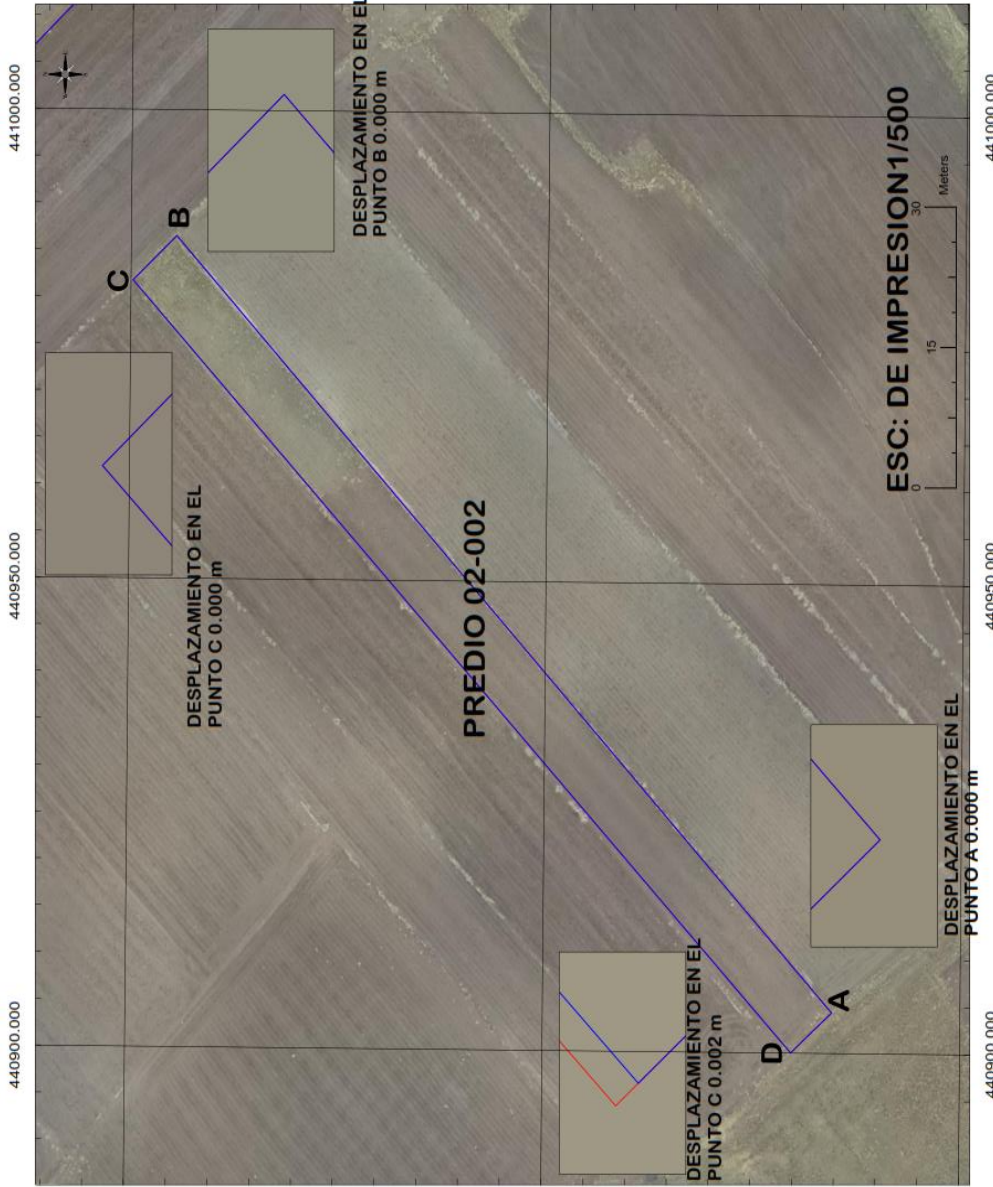 441000.000
440950.000
440900.000
C
B
DESPLAZAMIENTO EN EL
PUNTO B 0.000 m
DESPLAZAMIENTO EN EL
PUNTO C 0.000 m
PREDIO 02-002
DESPLAZAMIENTO EN EL
PUNTO C 0.002 m
D
A
DESPLAZAMIENTO EN EL
PUNTO A 0.000 m
ESC: DE IMPRESION1/500
0
15
30
Meters
441000.000
440950.000
440900.000